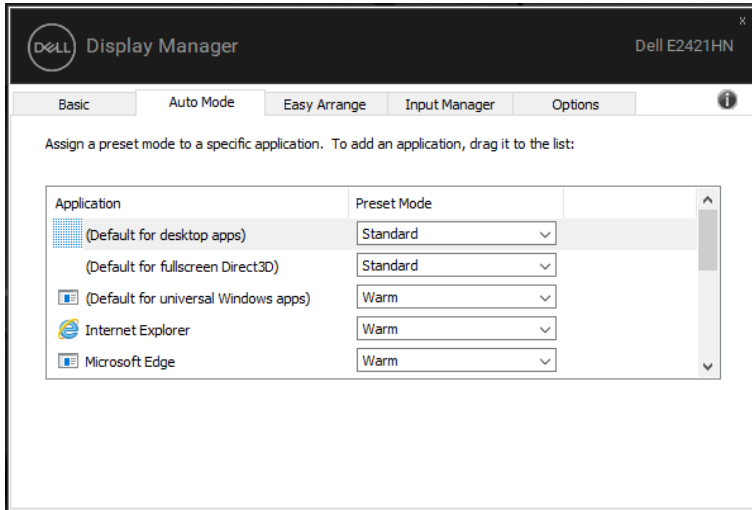 DELL Display Manager Dell E2421HN
Basic Auto Mode Easy Arrange Input Manager Options
Assign a preset mode to a specific application. To add an application, drag it to the list:
Application Preset Mode
(Default for desktop apps) Standard
(Default for fullscreen Direct3D) Standard
(Default for universal Windows apps) Warm
Internet Explorer Warm
Microsoft Edge Warm